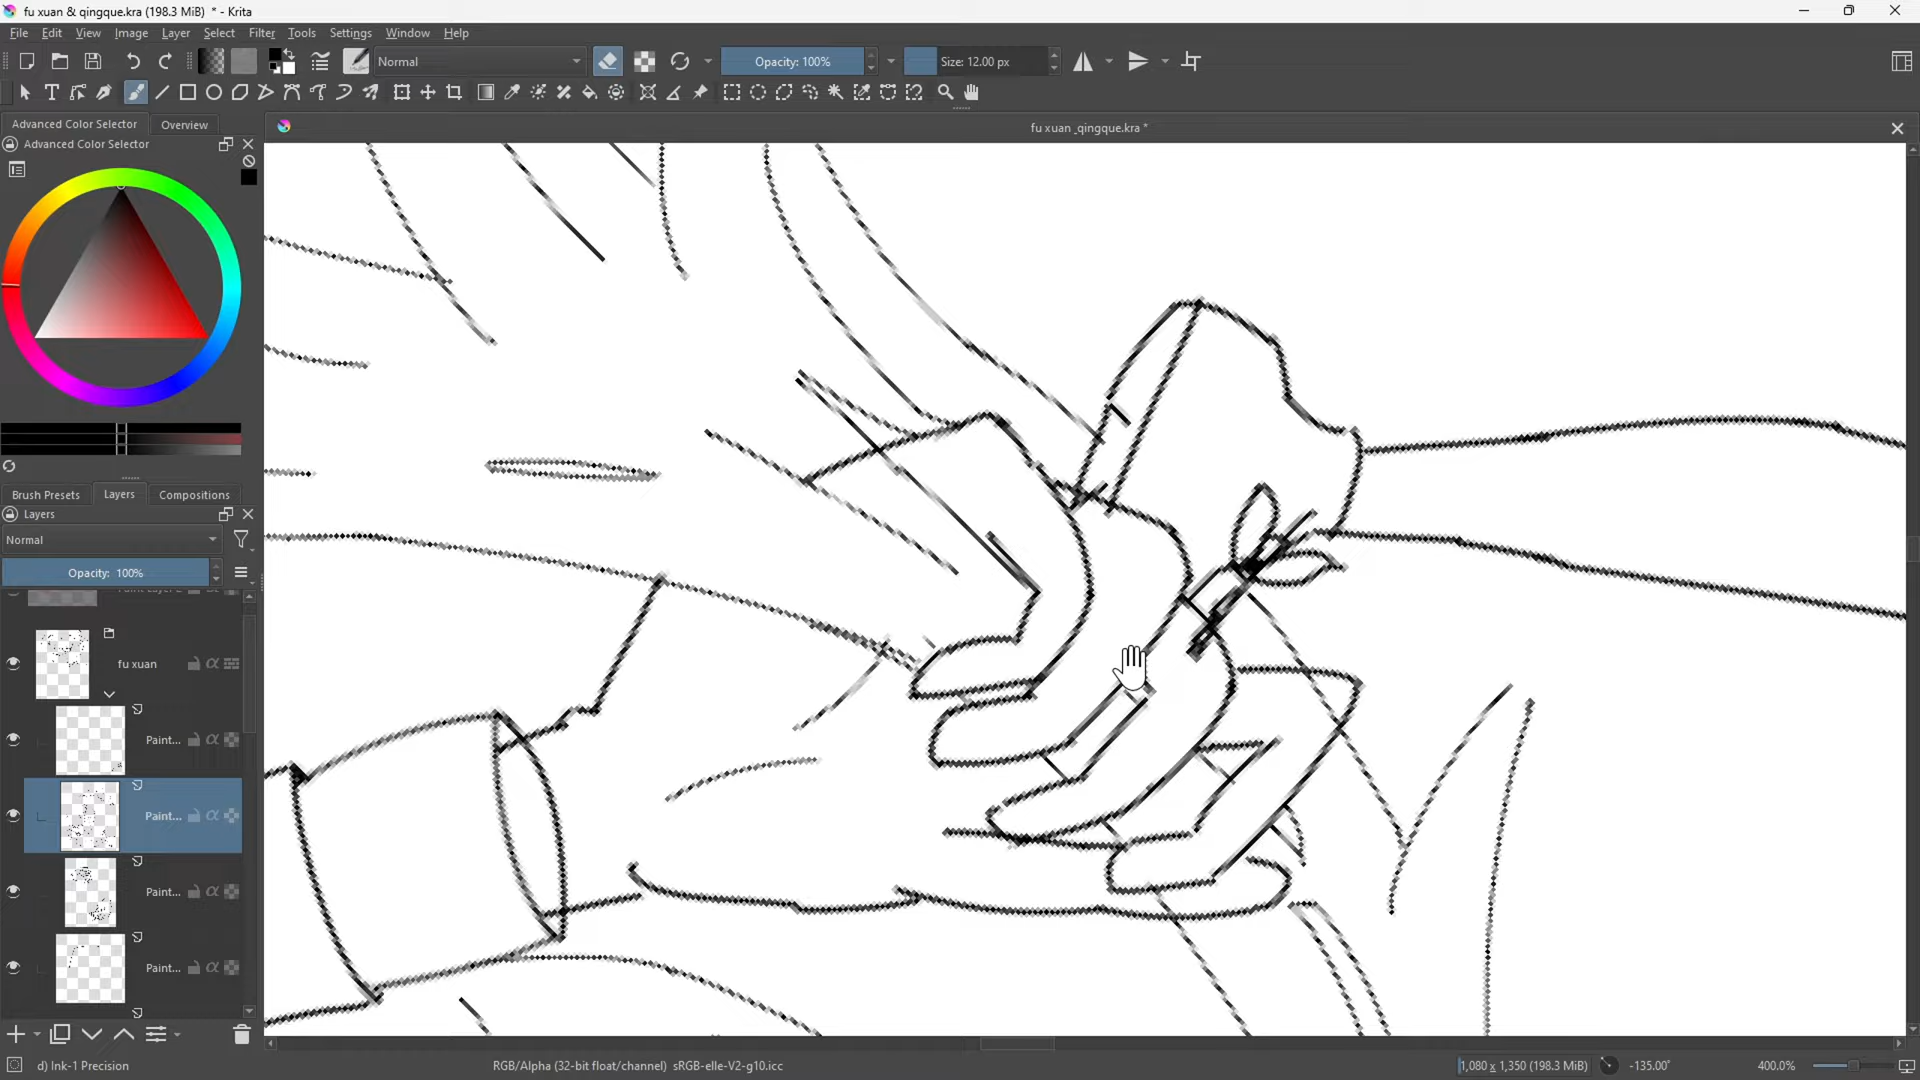 fu xuan & qingque.kra (198.3 MiB)  * - Krita
File Edit View Image Layer Select Filter Tools Settings Window Help
Normal
Opacity: 100%
Size: 12.00 px
Advanced Color Selector
Overview
fu xuan _qingque.kra *
Advanced Color Selector
Brush Presets
Layers
Compositions
Layers
Normal
Opacity:  100%
fu xuan
Paint...
Paint...
Paint...
Paint...
d) Ink-1 Precision
RGB/Alpha (32-bit float/channel)  sRGB-elle-V2-g10.icc
1,080 x 1,350 (198.3 MiB)
-135.00°
400.0%